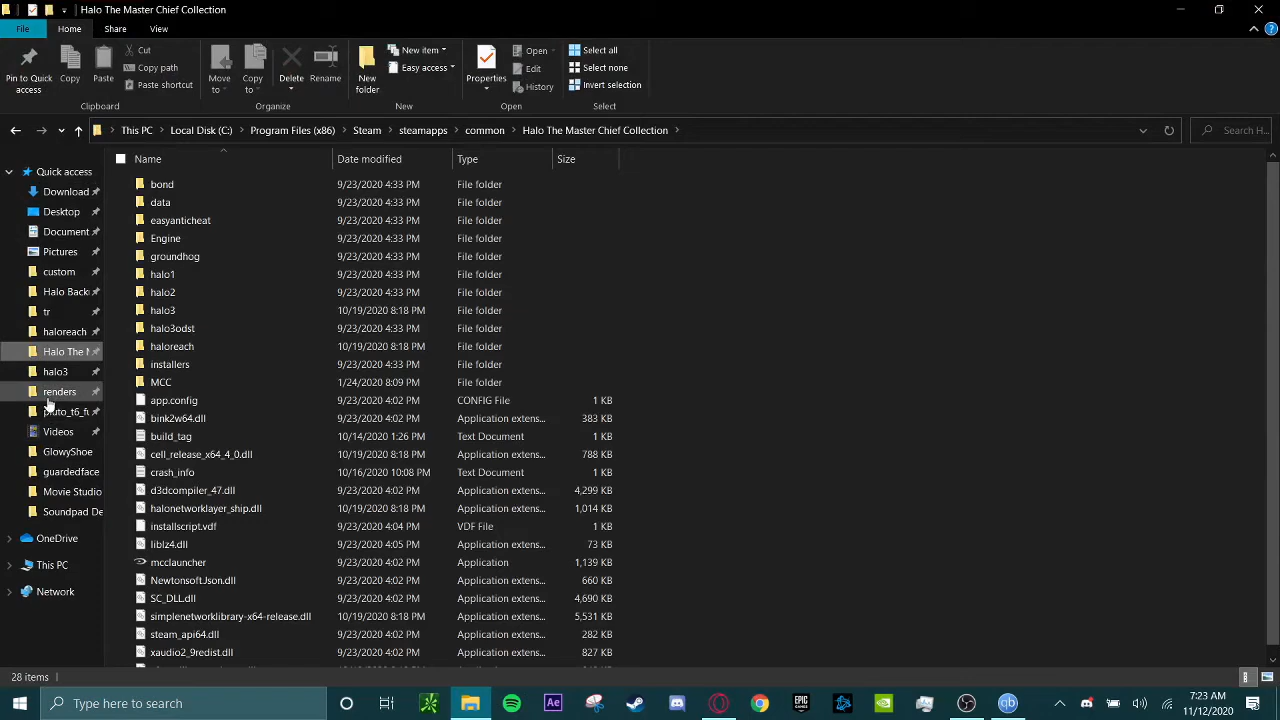 Halo The Master Chief Collection
File Home Share View
Pin to Quick access
Copy
Paste
Cut
Copy path
Paste shortcut
Clipboard
Move to
Copy to
Delete
Rename
Organize
New folder
New item
Easy access
New
Properties
Open
Edit
History
Open
Select all
Select none
Invert selection
Select
This PC > Local Disk (C:) > Program Files (x86) > Steam > steamapps > common > Halo The Master Chief Collection >
Search H...
Name Date modified Type Size
Quick access
Download
Desktop
Document
Pictures
custom
Halo Back
tr
haloreach
Halo The M
halo3
renders
Videos
GlowyShoe
guardedface
Movie Studio
Soundpad De
OneDrive
This PC
Network
bond 9/23/2020 4:33 PM File folder
data 9/23/2020 4:33 PM File folder
easyanticheat 9/23/2020 4:33 PM File folder
Engine 9/23/2020 4:33 PM File folder
groundhog 9/23/2020 4:33 PM File folder
halo1 9/23/2020 4:33 PM File folder
halo2 9/23/2020 4:33 PM File folder
halo3 10/19/2020 8:18 PM File folder
halo3odst 9/23/2020 4:33 PM File folder
haloreach 10/19/2020 8:18 PM File folder
installers 9/23/2020 4:33 PM File folder
MCC 1/24/2020 8:09 PM File folder
app.config 9/23/2020 4:02 PM CONFIG File 1 KB
bink2w64.dll 9/23/2020 4:02 PM Application extens... 383 KB
build_tag 10/14/2020 1:26 PM Text Document 1 KB
cell_release_x64_4_0.dll 10/19/2020 8:18 PM Application extens... 788 KB
crash_info 10/16/2020 10:08 PM Text Document 1 KB
d3dcompiler_47.dll 9/23/2020 4:02 PM Application extens... 4,299 KB
halonetworklayer_ship.dll 10/19/2020 8:18 PM Application extens... 1,014 KB
installscript.vdf 9/23/2020 4:04 PM VDF File 1 KB
liblz4.dll 9/23/2020 4:05 PM Application extens... 73 KB
mcclauncher 9/23/2020 4:02 PM Application 1,139 KB
NewtonsoftJson.dll 9/23/2020 4:02 PM Application extens... 660 KB
SC_DLL.dll 9/23/2020 4:02 PM Application extens... 4,690 KB
simplenetworklibrary-x64-release.dll 10/19/2020 8:18 PM Application extens... 5,531 KB
steam_api64.dll 9/23/2020 4:02 PM Application extens... 282 KB
xaudio2_9redist.dll 9/23/2020 4:02 PM Application extens... 827 KB
28 items
Type here to search
Ae
EPIC GAMES
qb
7:23 AM
11/12/2020